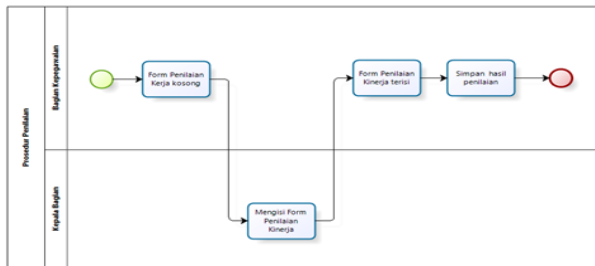 Prosedur Penilaian
Bagian Kepegawaian
Form Penilaian
Kerja kosong
Form Penilaian
Kinerja terisi
Simpan hasil
penilaian
Kepala Bagian
Mengisi Form
Penilaian
Kinerja